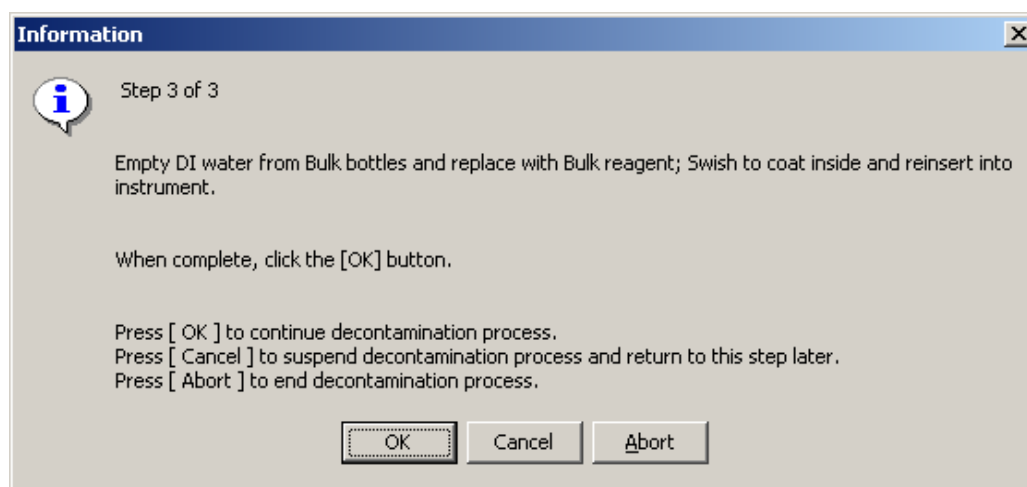 Information
Step 3 of 3
Empty DI water from Bulk bottles and replace with Bulk reagent; Swish to coat inside and reinsert into
instrument.
When complete, click the [OK] button.
Press [ OK ] to continue decontamination process.
Press [ Cancel ] to suspend decontamination process and return to this step later.
Press [ Abort ] to end decontamination process.
OK Cancel Abort